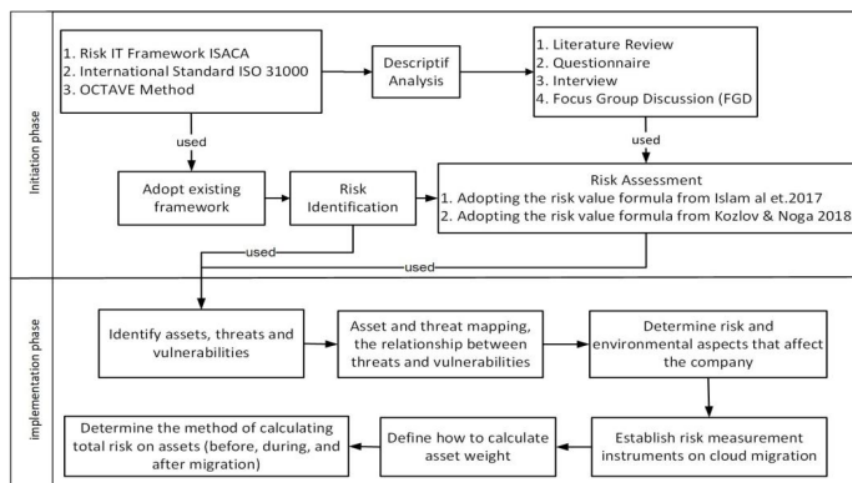 Initiation phase
1. Risk IT Framework ISACA
2. International Standard ISO 31000
3. OCTAVE Method
Descriptif
Analysis
1. Literature Review
2. Questionnaire
3. Interview
4. Focus Group Discussion (FGD
used
used
Adopt existing
framework
Risk
Identification
Risk Assessment
1. Adopting the risk value formula from Islam al et.2017
2. Adopting the risk value formula from Kozlov & Noga 2018
used
used
implementation phase
Identify assets, threats and
vulnerabilities
Asset and threat mapping,
the relationship between
threats and vulnerabilities
Determine risk and
environmental aspects that affect
the company
Determine the method of calculating
total risk on assets (before, during, and
after migration)
Define how to calculate
asset weight
Establish risk measurement
instruments on cloud migration